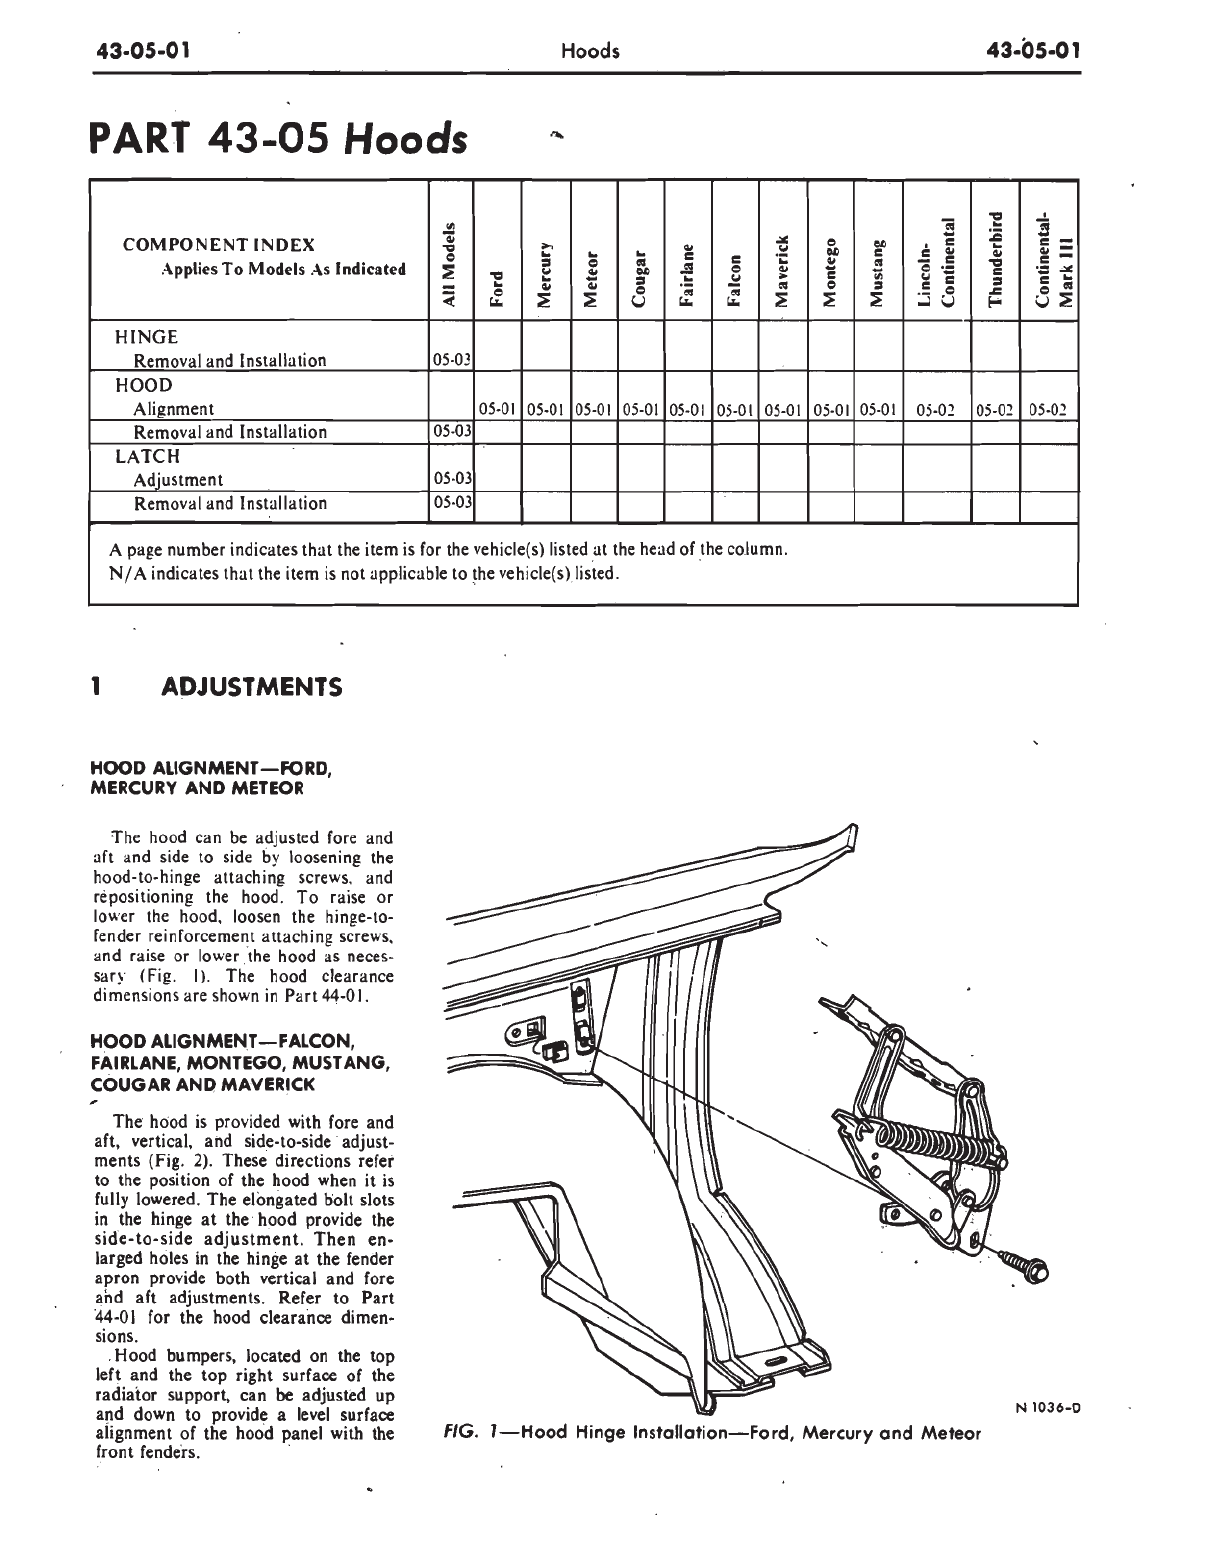 43-05-01 Hoods 43-05-01
PART 43-05 Hoods
COMPONENT INDEX
Applies To Models As Indicated
All Models
Ford
Mercury
Meteor
Cougar
Fairlane
Falcon
Maverick
Montego
Mustang
Lincoln-
Continental
Thunderbird
Continental-
Mark III
HINGE
Removal and Installation 05-03
HOOD
Alignment 05-01 05-01 05-01 05-01 05-01 05-01 05-01 05-01 05-01 05-02 05-02 05-02
Removal and Installation 05-03
LATCH
Adjustment 05-03
Removal and Installation 05-03
A page number indicates that the item is for the vehicle(s) listed at the head of the column.
N/A indicates that the item is not applicable to the vehicle(s) listed.
1 ADJUSTMENTS
HOOD ALIGNMENT—FORD,
MERCURY AND METEOR
The hood can be adjusted fore and
aft and side to side by loosening the
hood-to-hinge attaching screws, and
repositioning the hood. To raise or
lower the hood, loosen the hinge-to-
fender reinforcement attaching screws,
and raise or lower the hood as neces-
sary (Fig. 1). The hood clearance
dimensions are shown in Part 44-01.
HOOD ALIGNMENT—FALCON,
FAIRLANE, MONTEGO, MUSTANG,
COUGAR AND MAVERICK
The hood is provided with fore and
aft, vertical, and side-to-side adjust-
ments (Fig. 2). These directions refer
to the position of the hood when it is
fully lowered. The elongated bolt slots
in the hinge at the hood provide the
side-to-side adjustment. Then en-
larged holes in the hinge at the fender
apron provide both vertical and fore
and aft adjustments. Refer to Part
44-01 for the hood clearance dimen-
sions.
Hood bumpers, located on the top
left and the top right surface of the
radiator support, can be adjusted up
and down to provide a level surface
alignment of the hood panel with the
front fenders.
N 1036-D
FIG. 1—Hood Hinge Installation—Ford, Mercury and Meteor